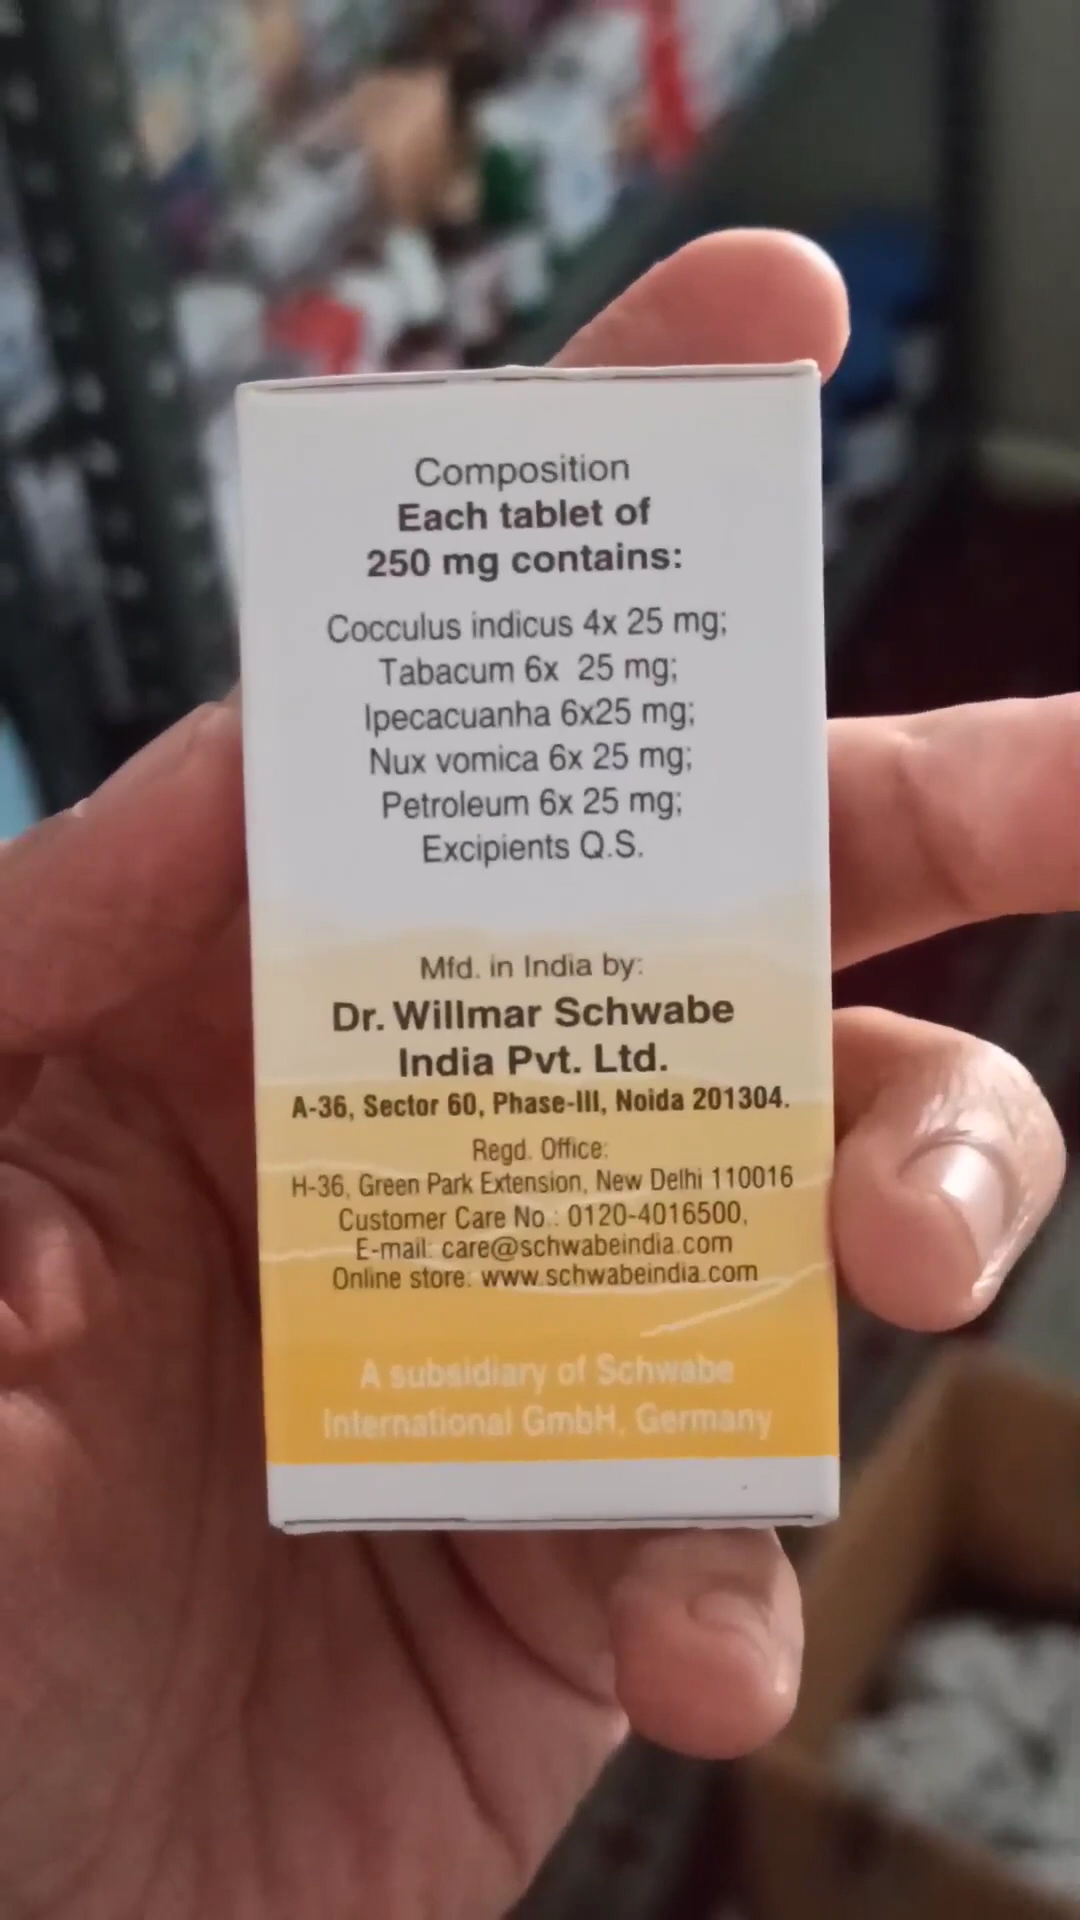 Composition
Each tablet of
250 mg contains:
Cocculus indicus 4x 25 mg;
Tabacum 6x 25 mg;
Ipecacuanha 6x25 mg;
Nux vomica 6x 25 mg;
Petroleum 6x 25 mg;
Excipients Q.S.
Mfd. in India by:
Dr. Willmar Schwabe
India Pvt. Ltd.
A-36, Sector 60, Phase-III, Noida 201304.
Regd. Office:
H-36, Green Park Extension, New Delhi 110016
Customer Care No.: 0120-4016500,
E-mail: care@schwabeindia.com
Online store: www.schwabeindia.com
A subsidiary of Schwabe
International GmbH, Germany